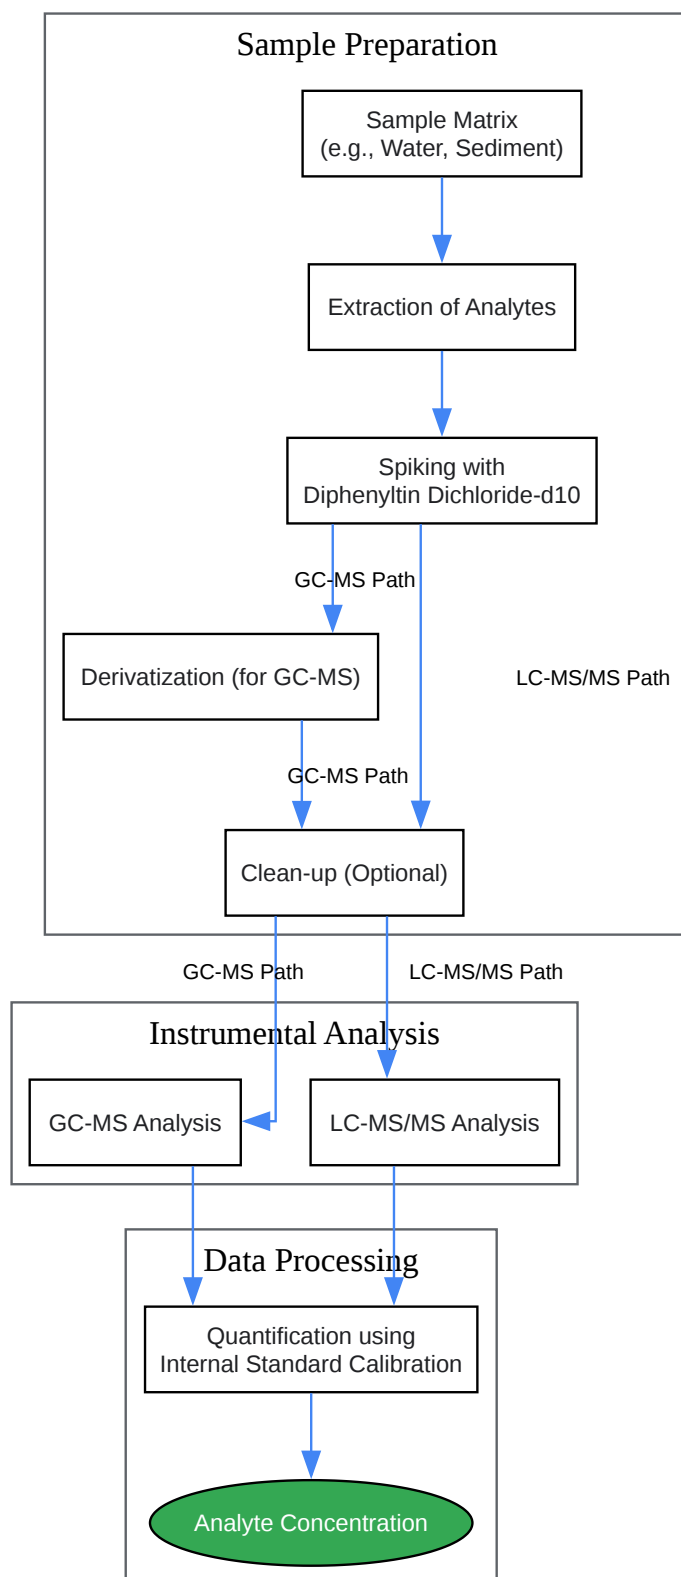 Sample Preparation
Sample Matrix
(e.g., Water, Sediment)
Extraction of Analytes
Spiking with
Diphenyltin Dichloride-d10
GC-MS Path
Derivatization (for GC-MS)
LC-MS/MS Path
GC-MS Path
Clean-up (Optional)
GC-MS Path
LC-MS/MS Path
Instrumental Analysis
GC-MS Analysis
LC-MS/MS Analysis
Data Processing
Quantification using
Internal Standard Calibration
Analyte Concentration